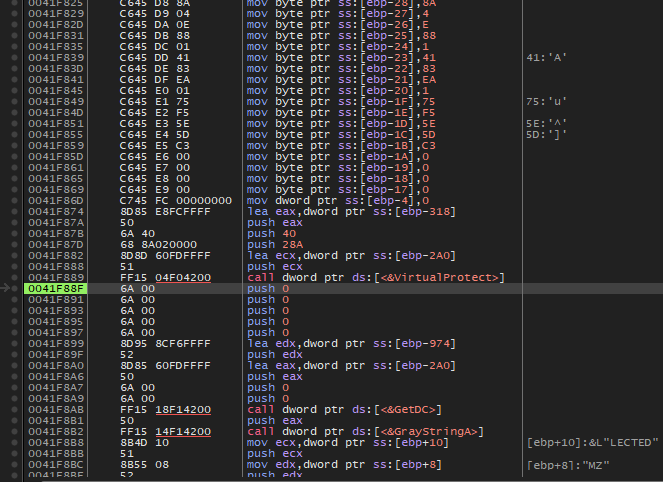 0041F825 C645 D8 8A mov byte ptr ss:[ebp-28],8A
0041F829 C645 D9 04 mov byte ptr ss:[ebp-27],4
0041F82D C645 DA 0E mov byte ptr ss:[ebp-26],E
0041F831 C645 DB 88 mov byte ptr ss:[ebp-25],88
0041F835 C645 DC 01 mov byte ptr ss:[ebp-24],1
0041F839 C645 DD 41 mov byte ptr ss:[ebp-23],41 41:'A'
0041F83D C645 DE 83 mov byte ptr ss:[ebp-22],83
0041F841 C645 DF EA mov byte ptr ss:[ebp-21],EA
0041F845 C645 E0 01 mov byte ptr ss:[ebp-20],1
0041F849 C645 E1 75 mov byte ptr ss:[ebp-1F],75 75:'u'
0041F84D C645 E2 F5 mov byte ptr ss:[ebp-1E],F5
0041F851 C645 E3 5E mov byte ptr ss:[ebp-1D],5E 5E:'^'
0041F855 C645 E4 5D mov byte ptr ss:[ebp-1C],5D 5D:']'
0041F859 C645 E5 C3 mov byte ptr ss:[ebp-1B],C3
0041F85D C645 E6 00 mov byte ptr ss:[ebp-1A],0
0041F861 C645 E7 00 mov byte ptr ss:[ebp-19],0
0041F865 C645 E8 00 mov byte ptr ss:[ebp-18],0
0041F869 C645 E9 00 mov byte ptr ss:[ebp-17],0
0041F86D C745 FC 00000000 mov dword ptr ss:[ebp-4],0
0041F874 8D85 E8FCFFFF lea eax,dword ptr ss:[ebp-318]
0041F87A 50 push eax
0041F87B 6A 40 push 40
0041F87D 68 8A020000 push 28A
0041F882 8D8D 60FDFFFF lea ecx,dword ptr ss:[ebp-2A0]
0041F888 51 push ecx
0041F889 FF15 04F04200 call dword ptr ds:[<&VirtualProtect>]
0041F88F 6A 00 push 0
0041F891 6A 00 push 0
0041F893 6A 00 push 0
0041F895 6A 00 push 0
0041F897 6A 00 push 0
0041F899 8D95 8CF6FFFF lea edx,dword ptr ss:[ebp-974]
0041F89F 52 push edx
0041F8A0 8D85 60FDFFFF lea eax,dword ptr ss:[ebp-2A0]
0041F8A6 50 push eax
0041F8A7 6A 00 push 0
0041F8A9 6A 00 push 0
0041F8AB FF15 18F14200 call dword ptr ds:[<&GetDC>]
0041F8B1 50 push eax
0041F8B2 FF15 14F14200 call dword ptr ds:[<&GrayStringA>]
0041F8B8 8B4D 10 mov ecx,dword ptr ss:[ebp+10] [ebp+10]:&L"LECTED"
0041F8BB 51 push ecx
0041F8BC 8B55 08 mov edx,dword ptr ss:[ebp+8] [ebp+8]:"MZ"
0041F8BF 52 push edx